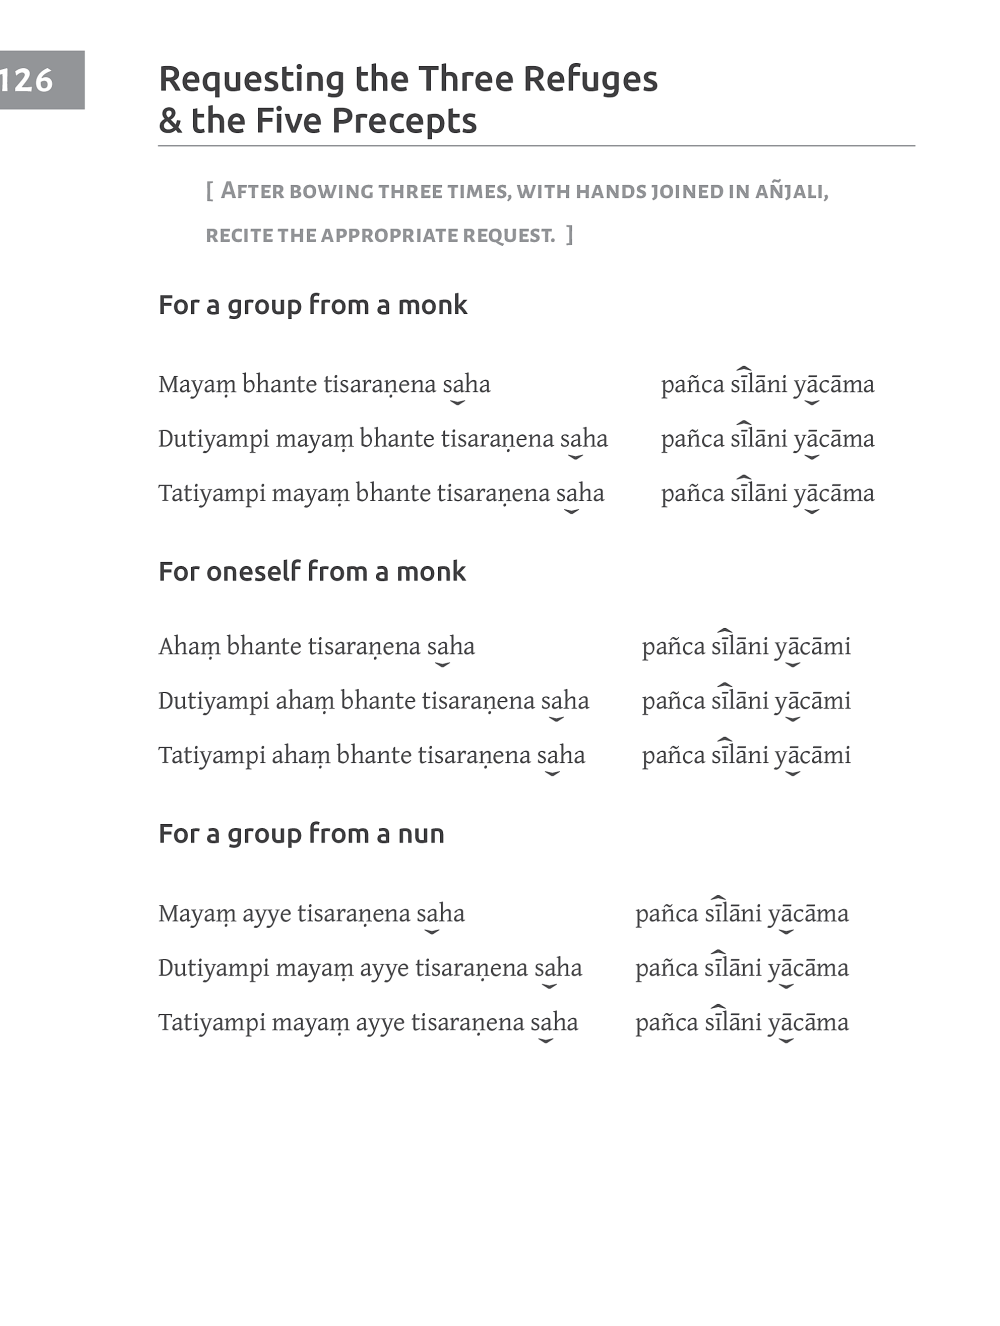 126
Requesting the Three Refuges
& the Five Precepts
[ After bowing three times, with hands joined in añjali,
recite the appropriate request. ]
For a group from a monk
Mayaṃ bhante tisaraṇena saha pañca sīlāni yācāma
Dutiyampi mayaṃ bhante tisaraṇena saha pañca sīlāni yācāma
Tatiyampi mayaṃ bhante tisaraṇena saha pañca sīlāni yācāma
For oneself from a monk
Ahaṃ bhante tisaraṇena saha pañca sīlāni yācāmi
Dutiyampi ahaṃ bhante tisaraṇena saha pañca sīlāni yācāmi
Tatiyampi ahaṃ bhante tisaraṇena saha pañca sīlāni yācāmi
For a group from a nun
Mayaṃ ayye tisaraṇena saha pañca sīlāni yācāma
Dutiyampi mayaṃ ayye tisaraṇena saha pañca sīlāni yācāma
Tatiyampi mayaṃ ayye tisaraṇena saha pañca sīlāni yācāma